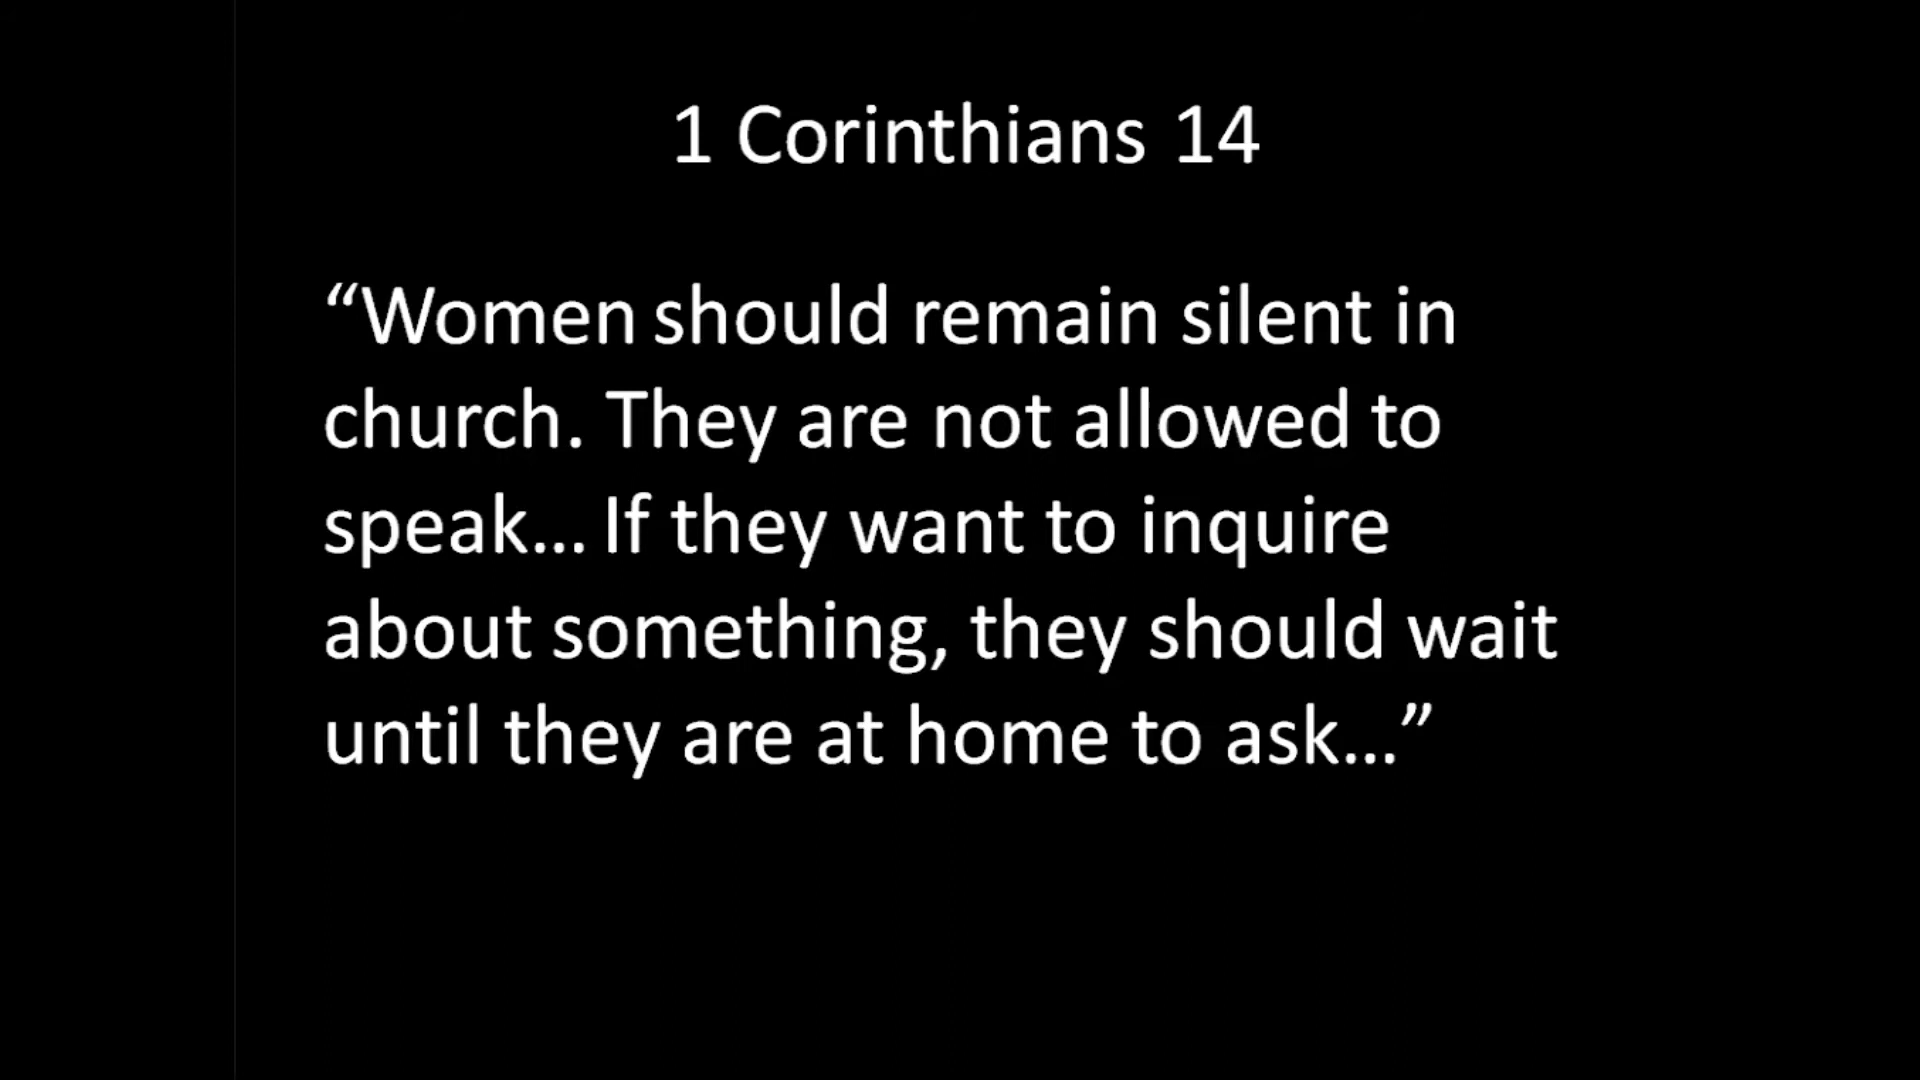 1 Corinthians 14
“Women should remain silent in
church. They are not allowed to
speak... If they want to inquire
about something, they should wait
until they are at home to ask...”